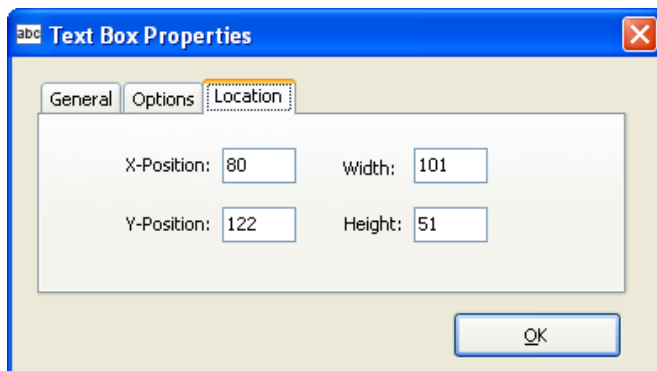 abc Text Box Properties
General Options Location
X-Position: 80 Width: 101
Y-Position: 122 Height: 51
OK